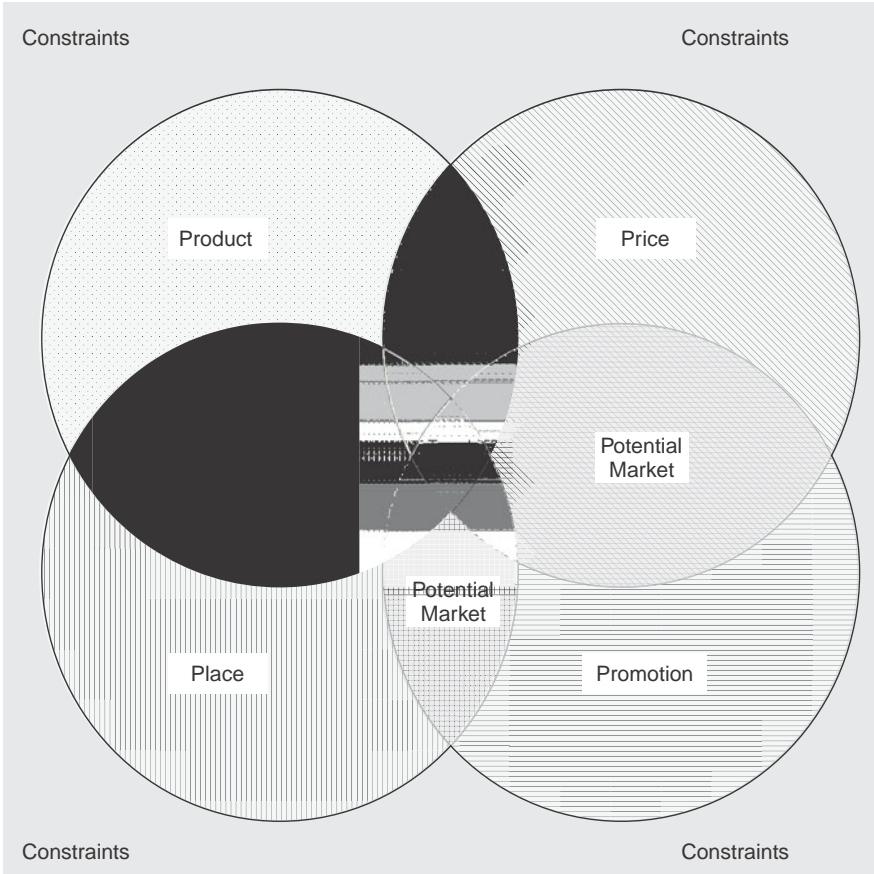 Constraints
Constraints
Product
Price
Potential
Market
Potential
Market
Place
Promotion
Constraints
Constraints